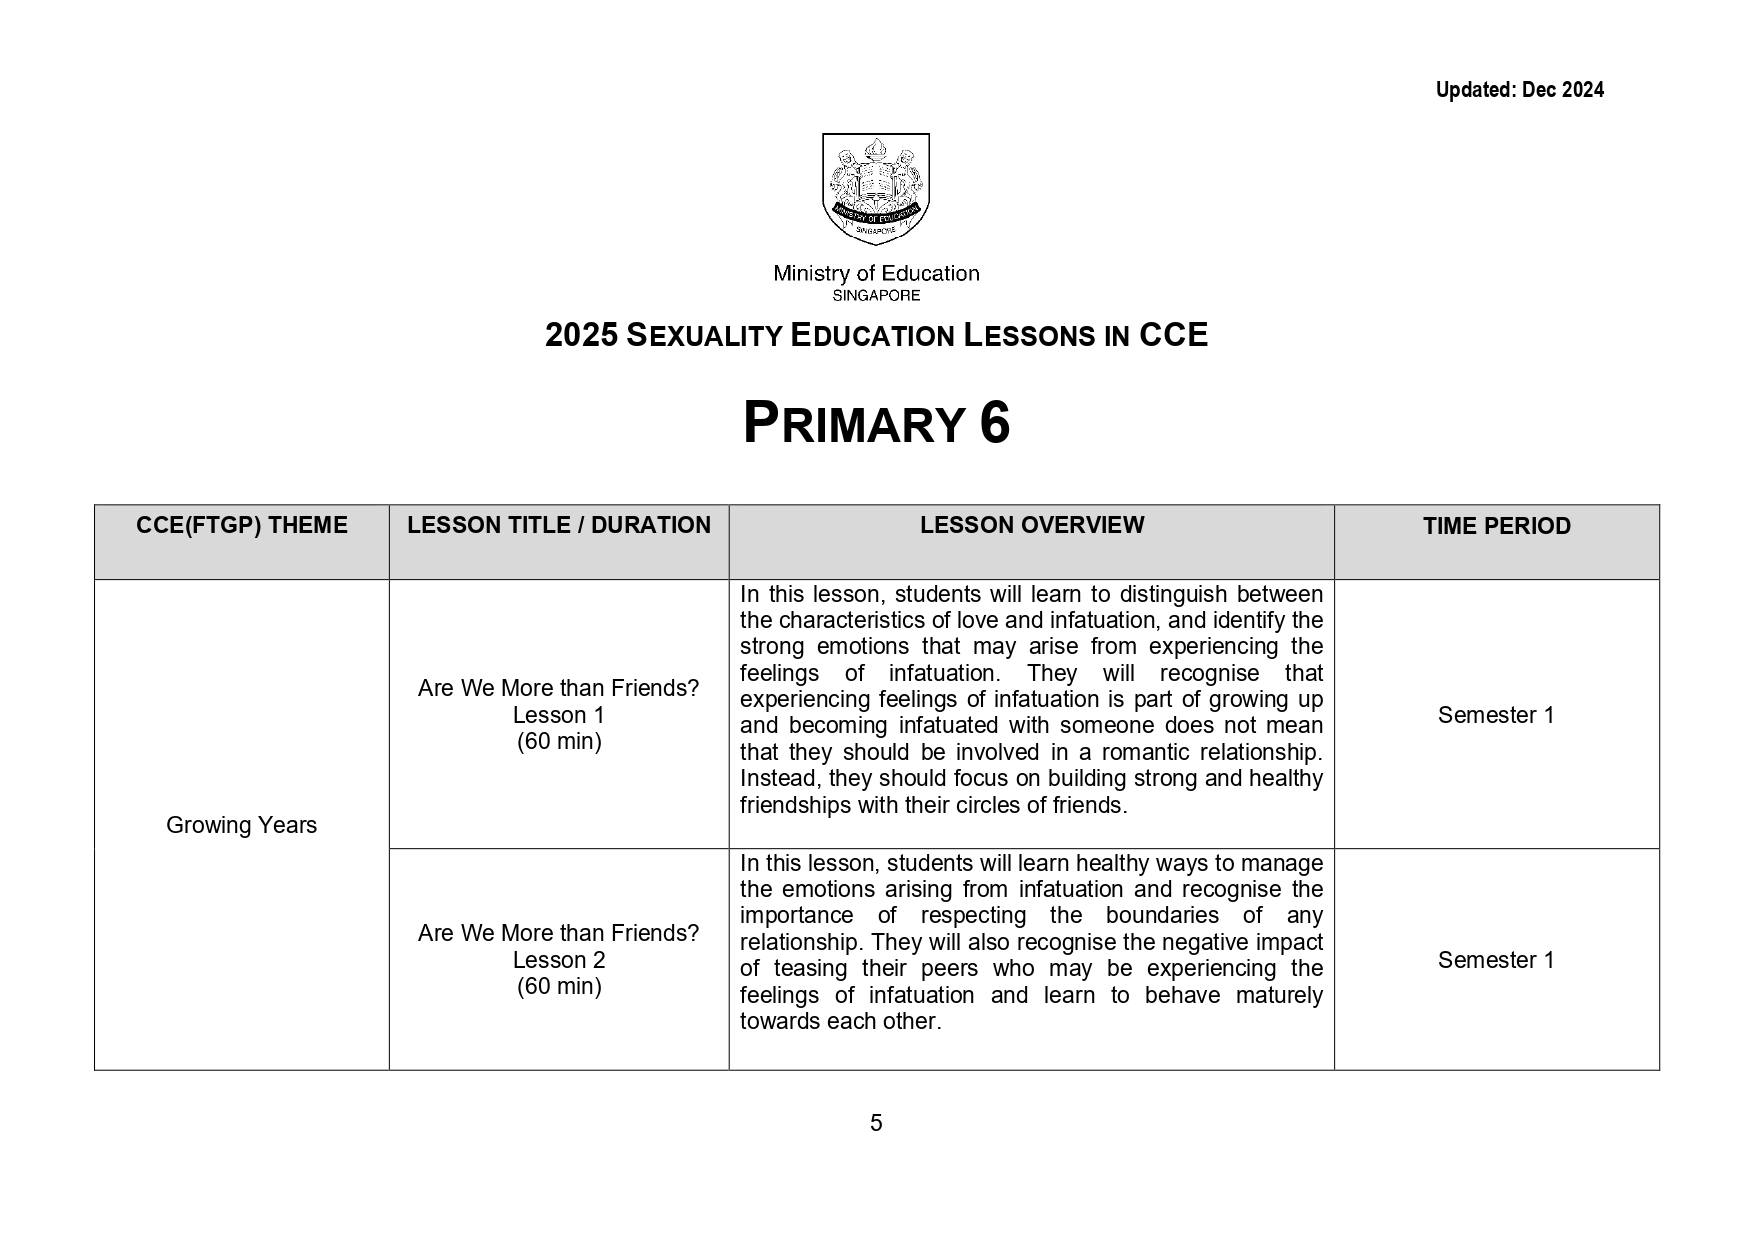 Updated: Dec 2024
MINISTRY OF EDUCATION
SINGAPORE
Ministry of Education
SINGAPORE
2025 SEXUALITY EDUCATION LESSONS IN CCE
PRIMARY 6
CCE(FTGP) THEME
LESSON TITLE / DURATION
LESSON OVERVIEW
TIME PERIOD
Growing Years
Are We More than Friends?
Lesson 1
(60 min)
In this lesson, students will learn to distinguish between
the characteristics of love and infatuation, and identify the
strong emotions that may arise from experiencing the
feelings of infatuation. They will recognise that
experiencing feelings of infatuation is part of growing up
and becoming infatuated with someone does not mean
that they should be involved in a romantic relationship.
Instead, they should focus on building strong and healthy
friendships with their circles of friends.
Semester 1
Are We More than Friends?
Lesson 2
(60 min)
In this lesson, students will learn healthy ways to manage
the emotions arising from infatuation and recognise the
importance of respecting the boundaries of any
relationship. They will also recognise the negative impact
of teasing their peers who may be experiencing the
feelings of infatuation and learn to behave maturely
towards each other.
Semester 1
5